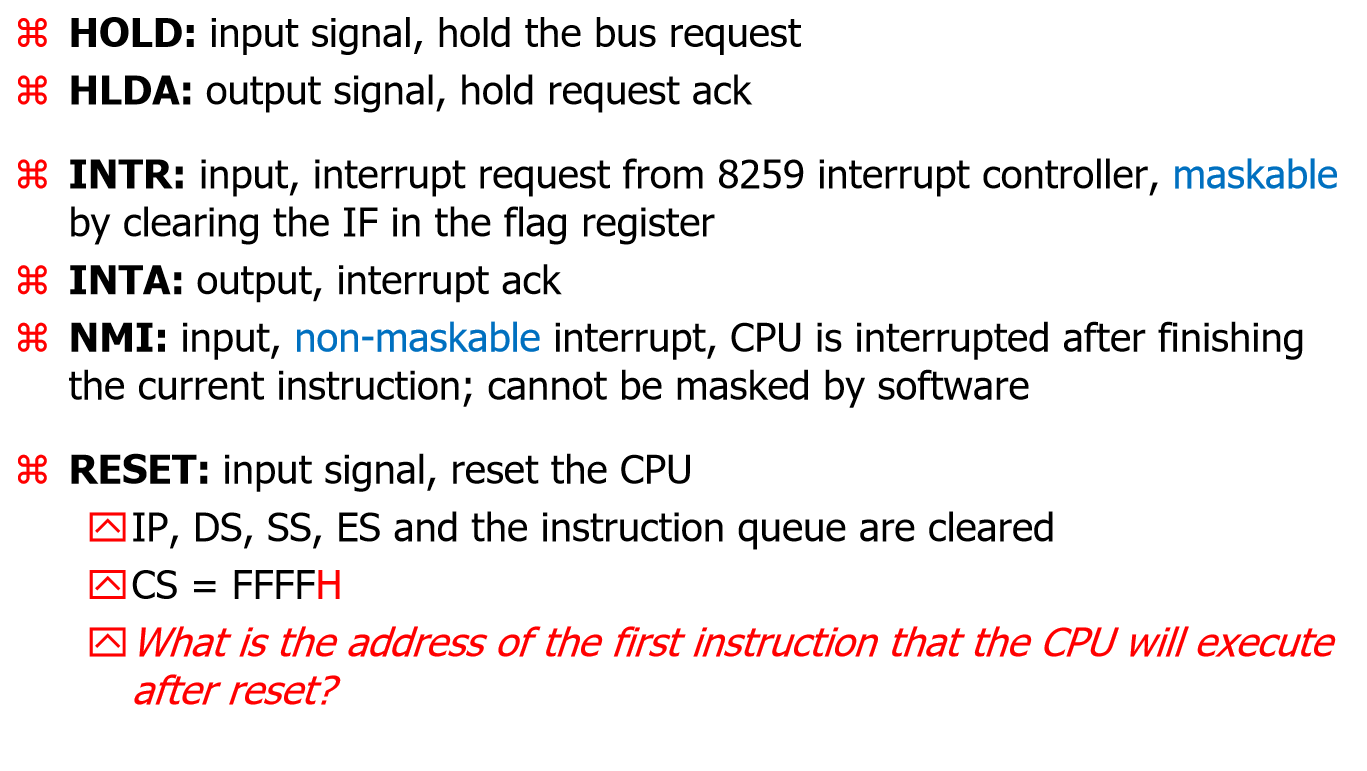 ⌘ HOLD: input signal, hold the bus request
⌘ HLDA: output signal, hold request ack
⌘ INTR: input, interrupt request from 8259 interrupt controller, maskable
by clearing the IF in the flag register
⌘ INTA: output, interrupt ack
⌘ NMI: input, non-maskable interrupt, CPU is interrupted after finishing
the current instruction; cannot be masked by software
⌘ RESET: input signal, reset the CPU
IP, DS, SS, ES and the instruction queue are cleared
CS = FFFFH
What is the address of the first instruction that the CPU will execute
after reset?